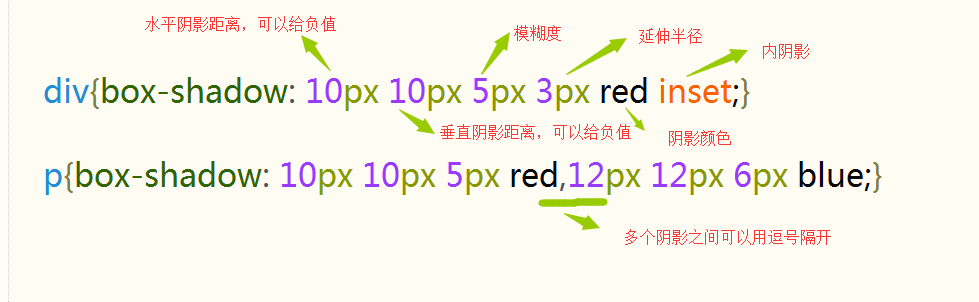 水平阴影距离，可以给负值
模糊度
延伸半径
内阴影
div{box-shadow: 10px 10px 5px 3px red inset;}
垂直阴影距离，可以给负值
阴影颜色
p{box-shadow: 10px 10px 5px red,12px 12px 6px blue;}
多个阴影之间可以用逗号隔开